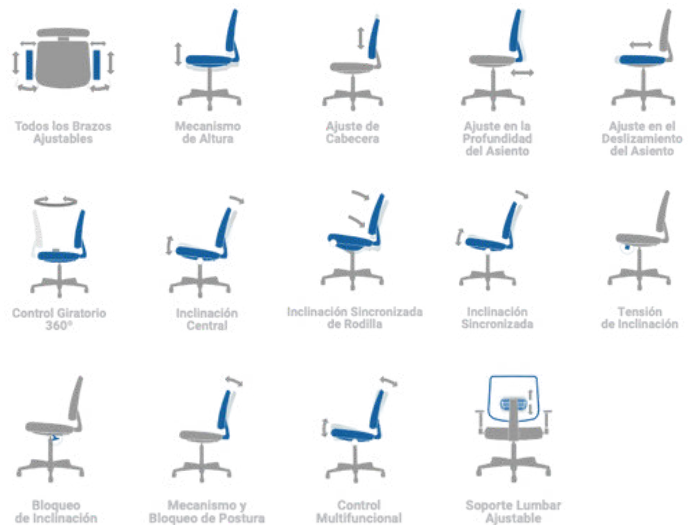 Todos los Brazos
Ajustables
Mecanismo
de Altura
Ajuste de
Cabecera
Ajuste en la
Profundidad
del Asiento
Ajuste en el
Deslizamiento
del Asiento
Control Giratorio
360º
Inclinación
Central
Inclinación Sincronizada
de Rodilla
Inclinación
Sincronizada
Tensión
de Inclinación
Bloqueo
de Inclinación
Mecanismo y
Bloqueo de Postura
Control
Multifuncional
Soporte Lumbar
Ajustable